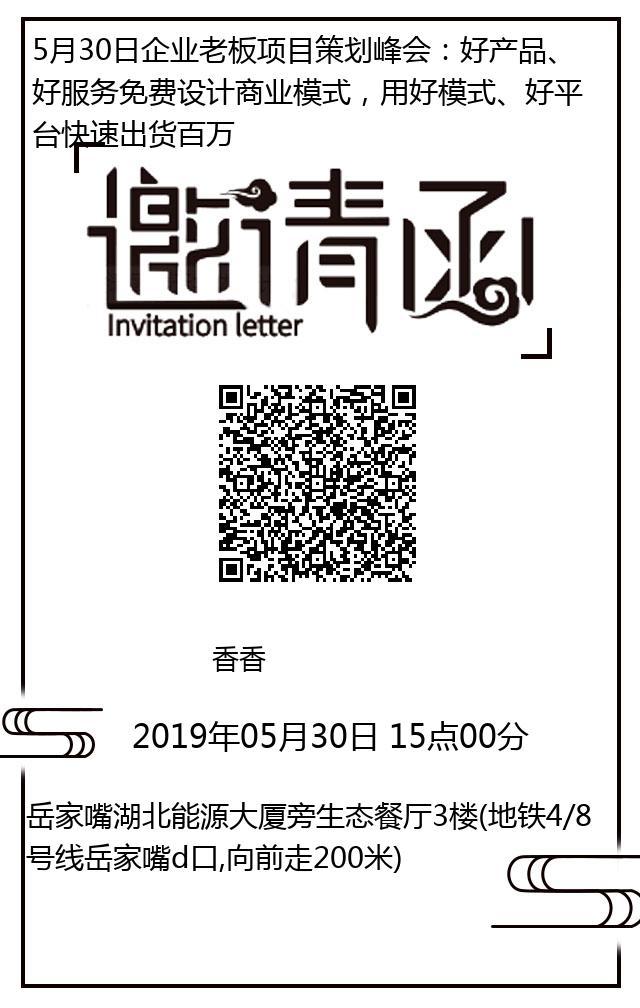 5月30日企业老板项目策划峰会：好产品、
好服务免费设计商业模式，用好模式、好平
台快速出货百万
邀请函
Invitation letter
香香
2019年05月30日 15点00分
岳家嘴湖北能源大厦旁生态餐厅3楼(地铁4/8
号线岳家嘴d口,向前走200米)